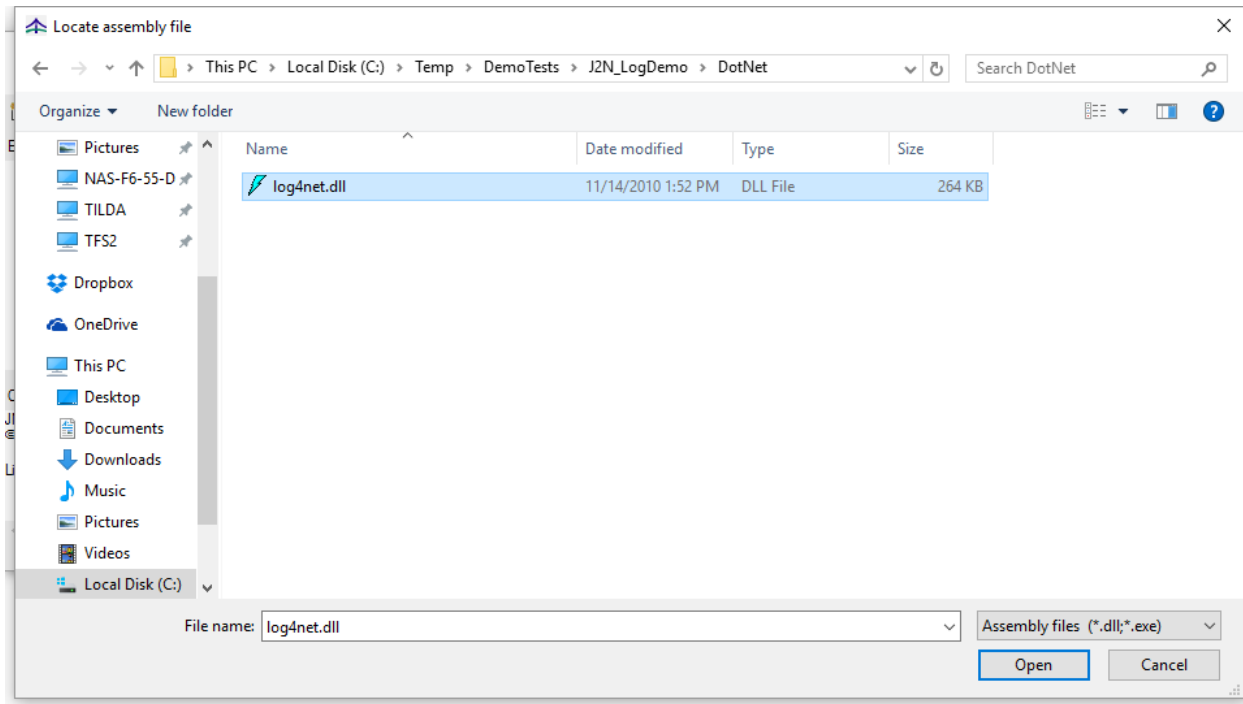 Locate assembly file
This PC > Local Disk (C:) > Temp > DemoTests > J2N_LogDemo > DotNet
Search DotNet
Organize
New folder
Name
Date modified
Type
Size
log4net.dll
11/14/2010 1:52 PM
DLL File
264 KB
Pictures
NAS-F6-55-D
TILDA
TFS2
Dropbox
OneDrive
This PC
Desktop
Documents
Downloads
Music
Pictures
Videos
Local Disk (C:)
File name:
log4net.dll
Assembly files (*.dll;*.exe)
Open
Cancel